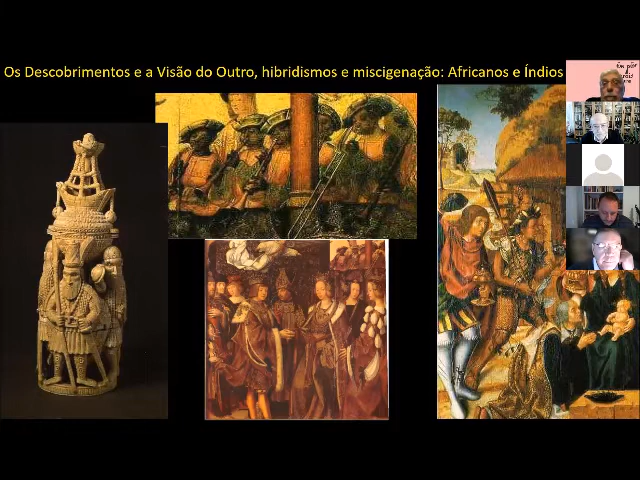 Os Descobrimentos e a Visão do Outro, hibridismos e miscigenação: Africanos e Índios